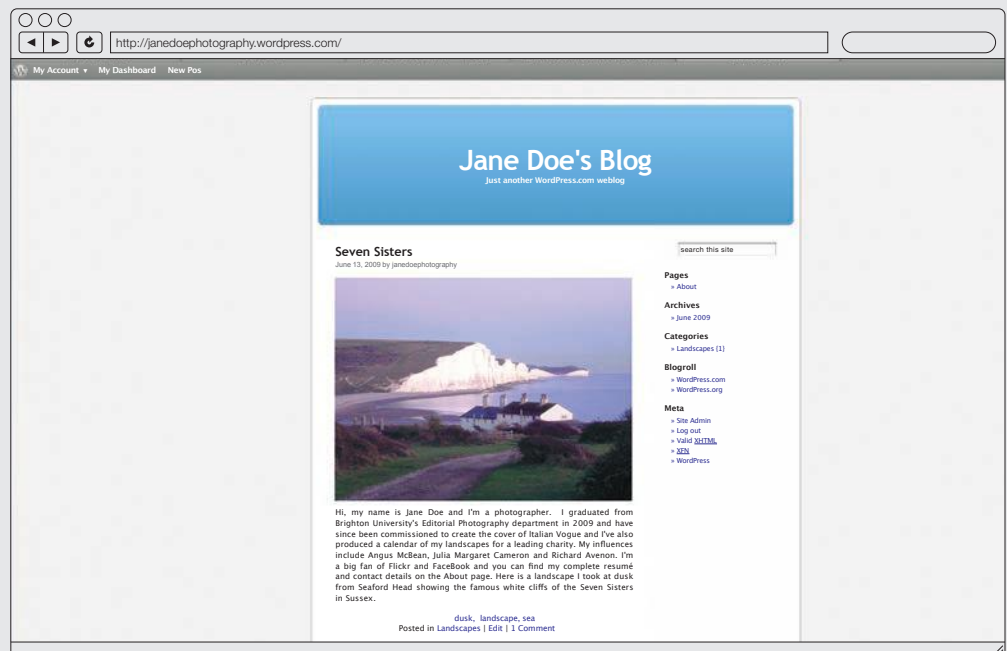 http://janedoephotography.wordpress.com/
My Account ▾ My Dashboard New Pos
Jane Doe's Blog
Just another WordPress.com weblog
Seven Sisters
June 13, 2009 by janedoephotography
Hi, my name is Jane Doe and I'm a photographer. I graduated from
Brighton University's Editorial Photography department in 2009 and have
since been commissioned to create the cover of Italian Vogue and I've also
produced a calendar of my landscapes for a leading charity. My influences
include Angus McBean, Julia Margaret Cameron and Richard Avenon. I'm
a big fan of Flickr and FaceBook and you can find my complete resumé
and contact details on the About page. Here is a landscape I took at dusk
from Seaford Head showing the famous white cliffs of the Seven Sisters
in Sussex.
dusk, landscape, sea
Posted in Landscapes | Edit | 1 Comment
search this site
Pages
» About
Archives
» June 2009
Categories
» Landscapes (1)
Blogroll
» WordPress.com
» WordPress.org
Meta
» Site Admin
» Log out
» Valid XHTML
» XFN
» WordPress